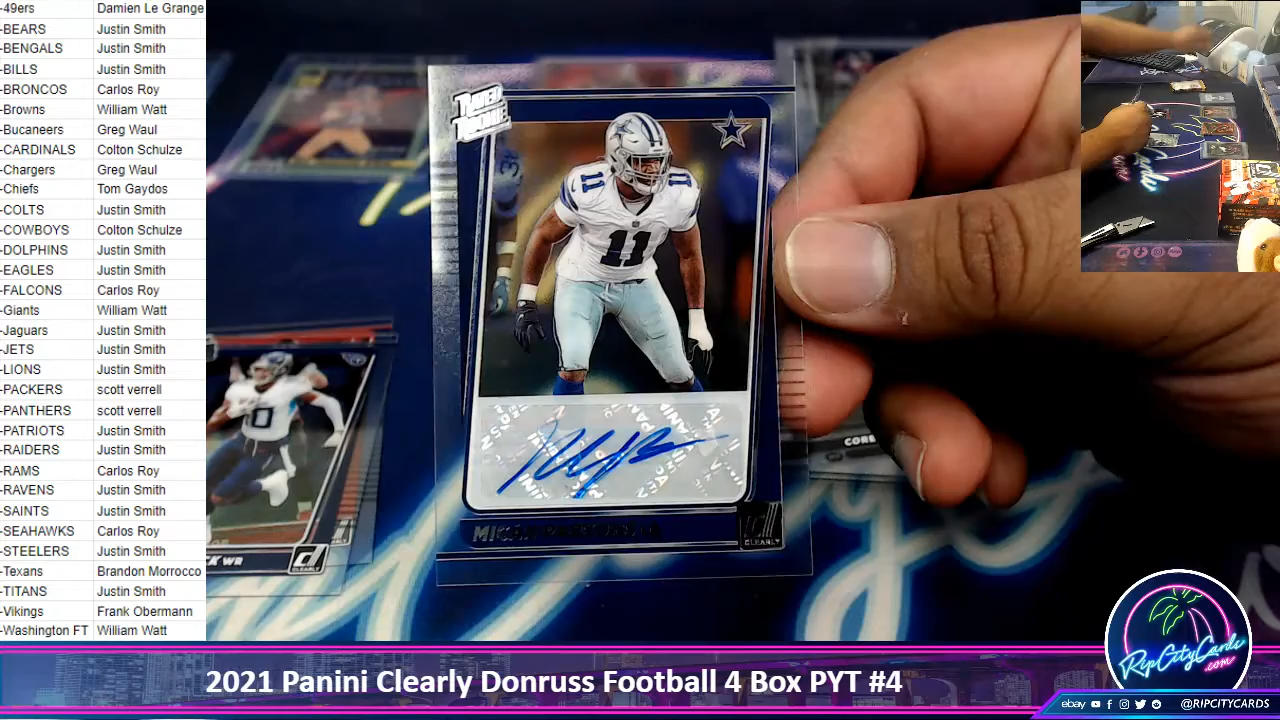 -49ers Damien Le Grange
-BEARS Justin Smith
-BENGALS Justin Smith
-BILLS Justin Smith
-BRONCOS Carlos Roy
-Browns William Watt
-Bucaneers Greg Waul
-CARDINALS Colton Schulze
-Chargers Greg Waul
-Chiefs Tom Gaydos
-COLTS Justin Smith
-COWBOYS Colton Schulze
-DOLPHINS Justin Smith
-EAGLES Justin Smith
-FALCONS Carlos Roy
-Giants William Watt
-Jaguars Justin Smith
-JETS Justin Smith
-LIONS Justin Smith
-PACKERS scott verrell
-PANTHERS scott verrell
-PATRIOTS Justin Smith
-RAIDERS Justin Smith
-RAMS Carlos Roy
-RAVENS Justin Smith
-SAINTS Justin Smith
-SEAHAWKS Carlos Roy
-STEELERS Justin Smith
-Texans Brandon Morrocco
-TITANS Justin Smith
-Vikings Frank Obermann
-Washington FT William Watt
RATED
ROOKIE
11 11
11
CLEARLY
WR
CLEARLY
2021 Panini Clearly Donruss Football 4 Box PYT #4
RipCityCards
.com
ebay @RIPCITYCARDS